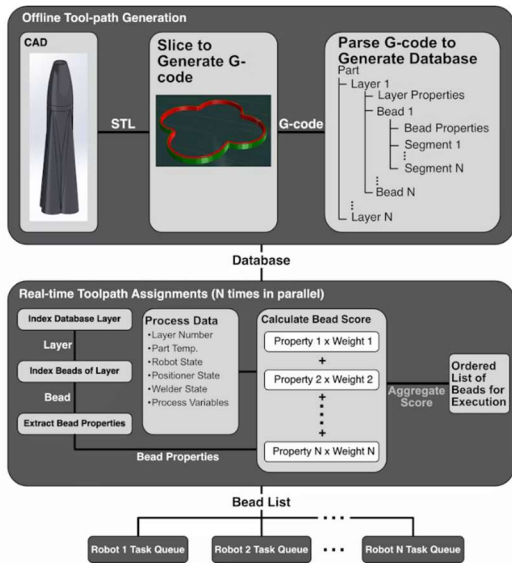 Offline Tool-path Generation
CAD
STL
Slice to
Generate G-
code
G-code
Parse G-code to
Generate Database
Part
Layer 1
Layer Properties
Bead 1
Bead Properties
Segment 1
Segment N
Bead N
Layer N
Database
Real-time Toolpath Assignments (N times in parallel)
Index Database Layer
Layer
Index Beads of Layer
Bead
Extract Bead Properties
Bead Properties
Process Data
•Layer Number
•Part Temp.
•Robot State
•Positioner State
•Welder State
•Process Variables
Calculate Bead Score
Property 1 x Weight 1
+
Property 2 x Weight 2
+
+
Property N x Weight N
Aggregate
Score
Ordered
List of
Beads for
Execution
Bead List
Robot 1 Task Queue
Robot 2 Task Queue
Robot N Task Queue